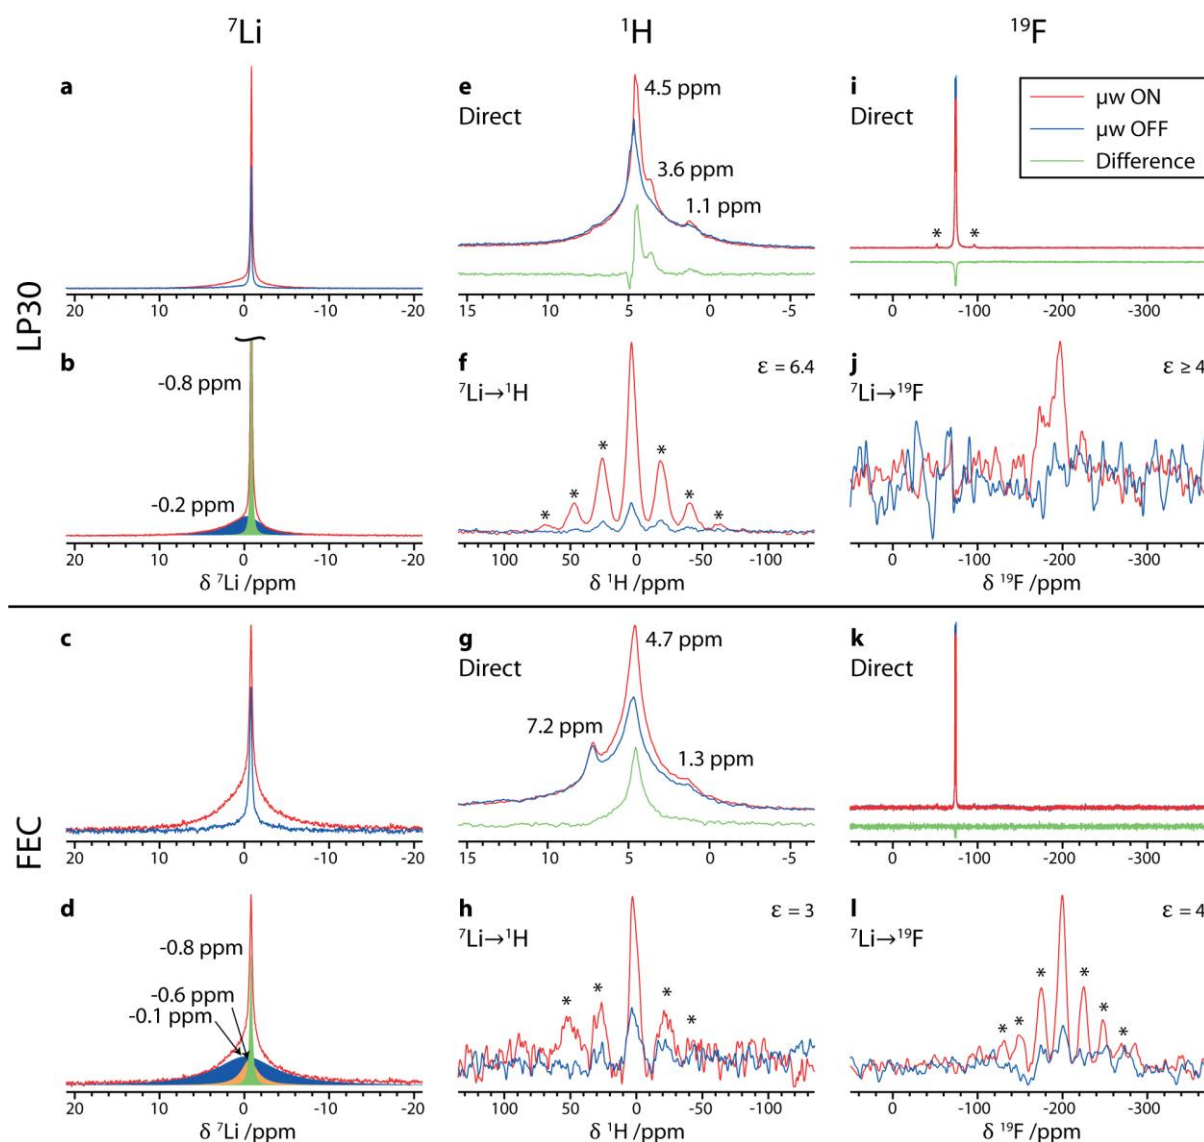 ⁷Li
¹H
¹⁹F
LP30
a
20 10 0 -10 -20
e
Direct
4.5 ppm
3.6 ppm
1.1 ppm
15 10 5 0 -5
i
Direct
μw ON
μw OFF
Difference
* *
0 -100 -200 -300
b
-0.8 ppm
-0.2 ppm
20 10 0 -10 -20
δ ⁷Li /ppm
f
ε = 6.4
⁷Li→¹H
* * * * * *
100 50 0 -50 -100
δ ¹H /ppm
j
ε ≥ 4
⁷Li→¹⁹F
0 -100 -200 -300
δ ¹⁹F /ppm
FEC
c
20 10 0 -10 -20
g
Direct
4.7 ppm
7.2 ppm
1.3 ppm
15 10 5 0 -5
k
Direct
0 -100 -200 -300
d
-0.8 ppm
-0.6 ppm
-0.1 ppm
20 10 0 -10 -20
δ ⁷Li /ppm
h
ε = 3
⁷Li→¹H
* * * *
100 50 0 -50 -100
δ ¹H /ppm
l
ε = 4
⁷Li→¹⁹F
* * * * * *
0 -100 -200 -300
δ ¹⁹F /ppm